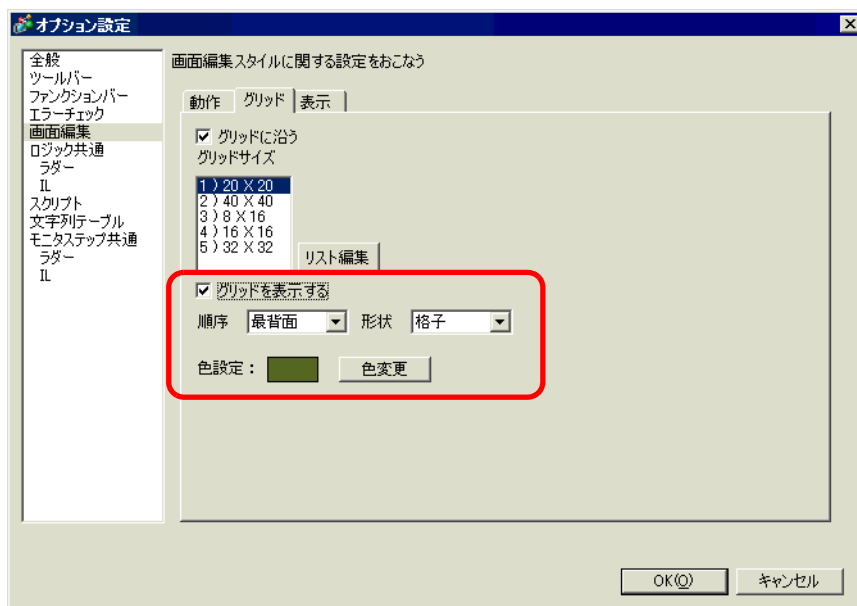 オプション設定
全般
ツールバー
ファンクションバー
エラーチェック
画面編集
ロジック共通
ラダー
IL
スクリプト
文字列テーブル
モニタステップ共通
ラダー
IL
画面編集スタイルに関する設定をおこなう
動作 グリッド 表示
グリッドに沿う
グリッドサイズ
1 ) 20 X 20
2 ) 40 X 40
3 ) 8 X 16
4 ) 16 X 16
5 ) 32 X 32
リスト編集
グリッドを表示する
順序 最背面 形状 格子
色設定： 色変更
OK(O) キャンセル